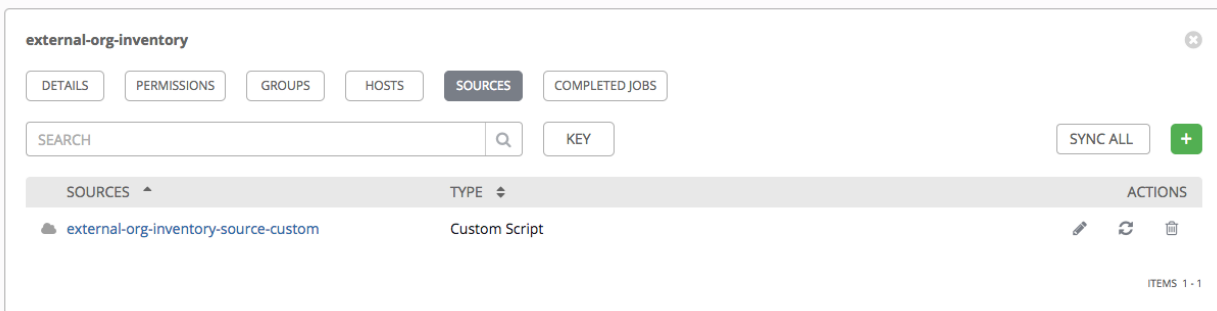 external-org-inventory
DETAILS PERMISSIONS GROUPS HOSTS SOURCES COMPLETED JOBS
SEARCH KEY SYNC ALL +
SOURCES TYPE ACTIONS
external-org-inventory-source-custom Custom Script
ITEMS 1 - 1